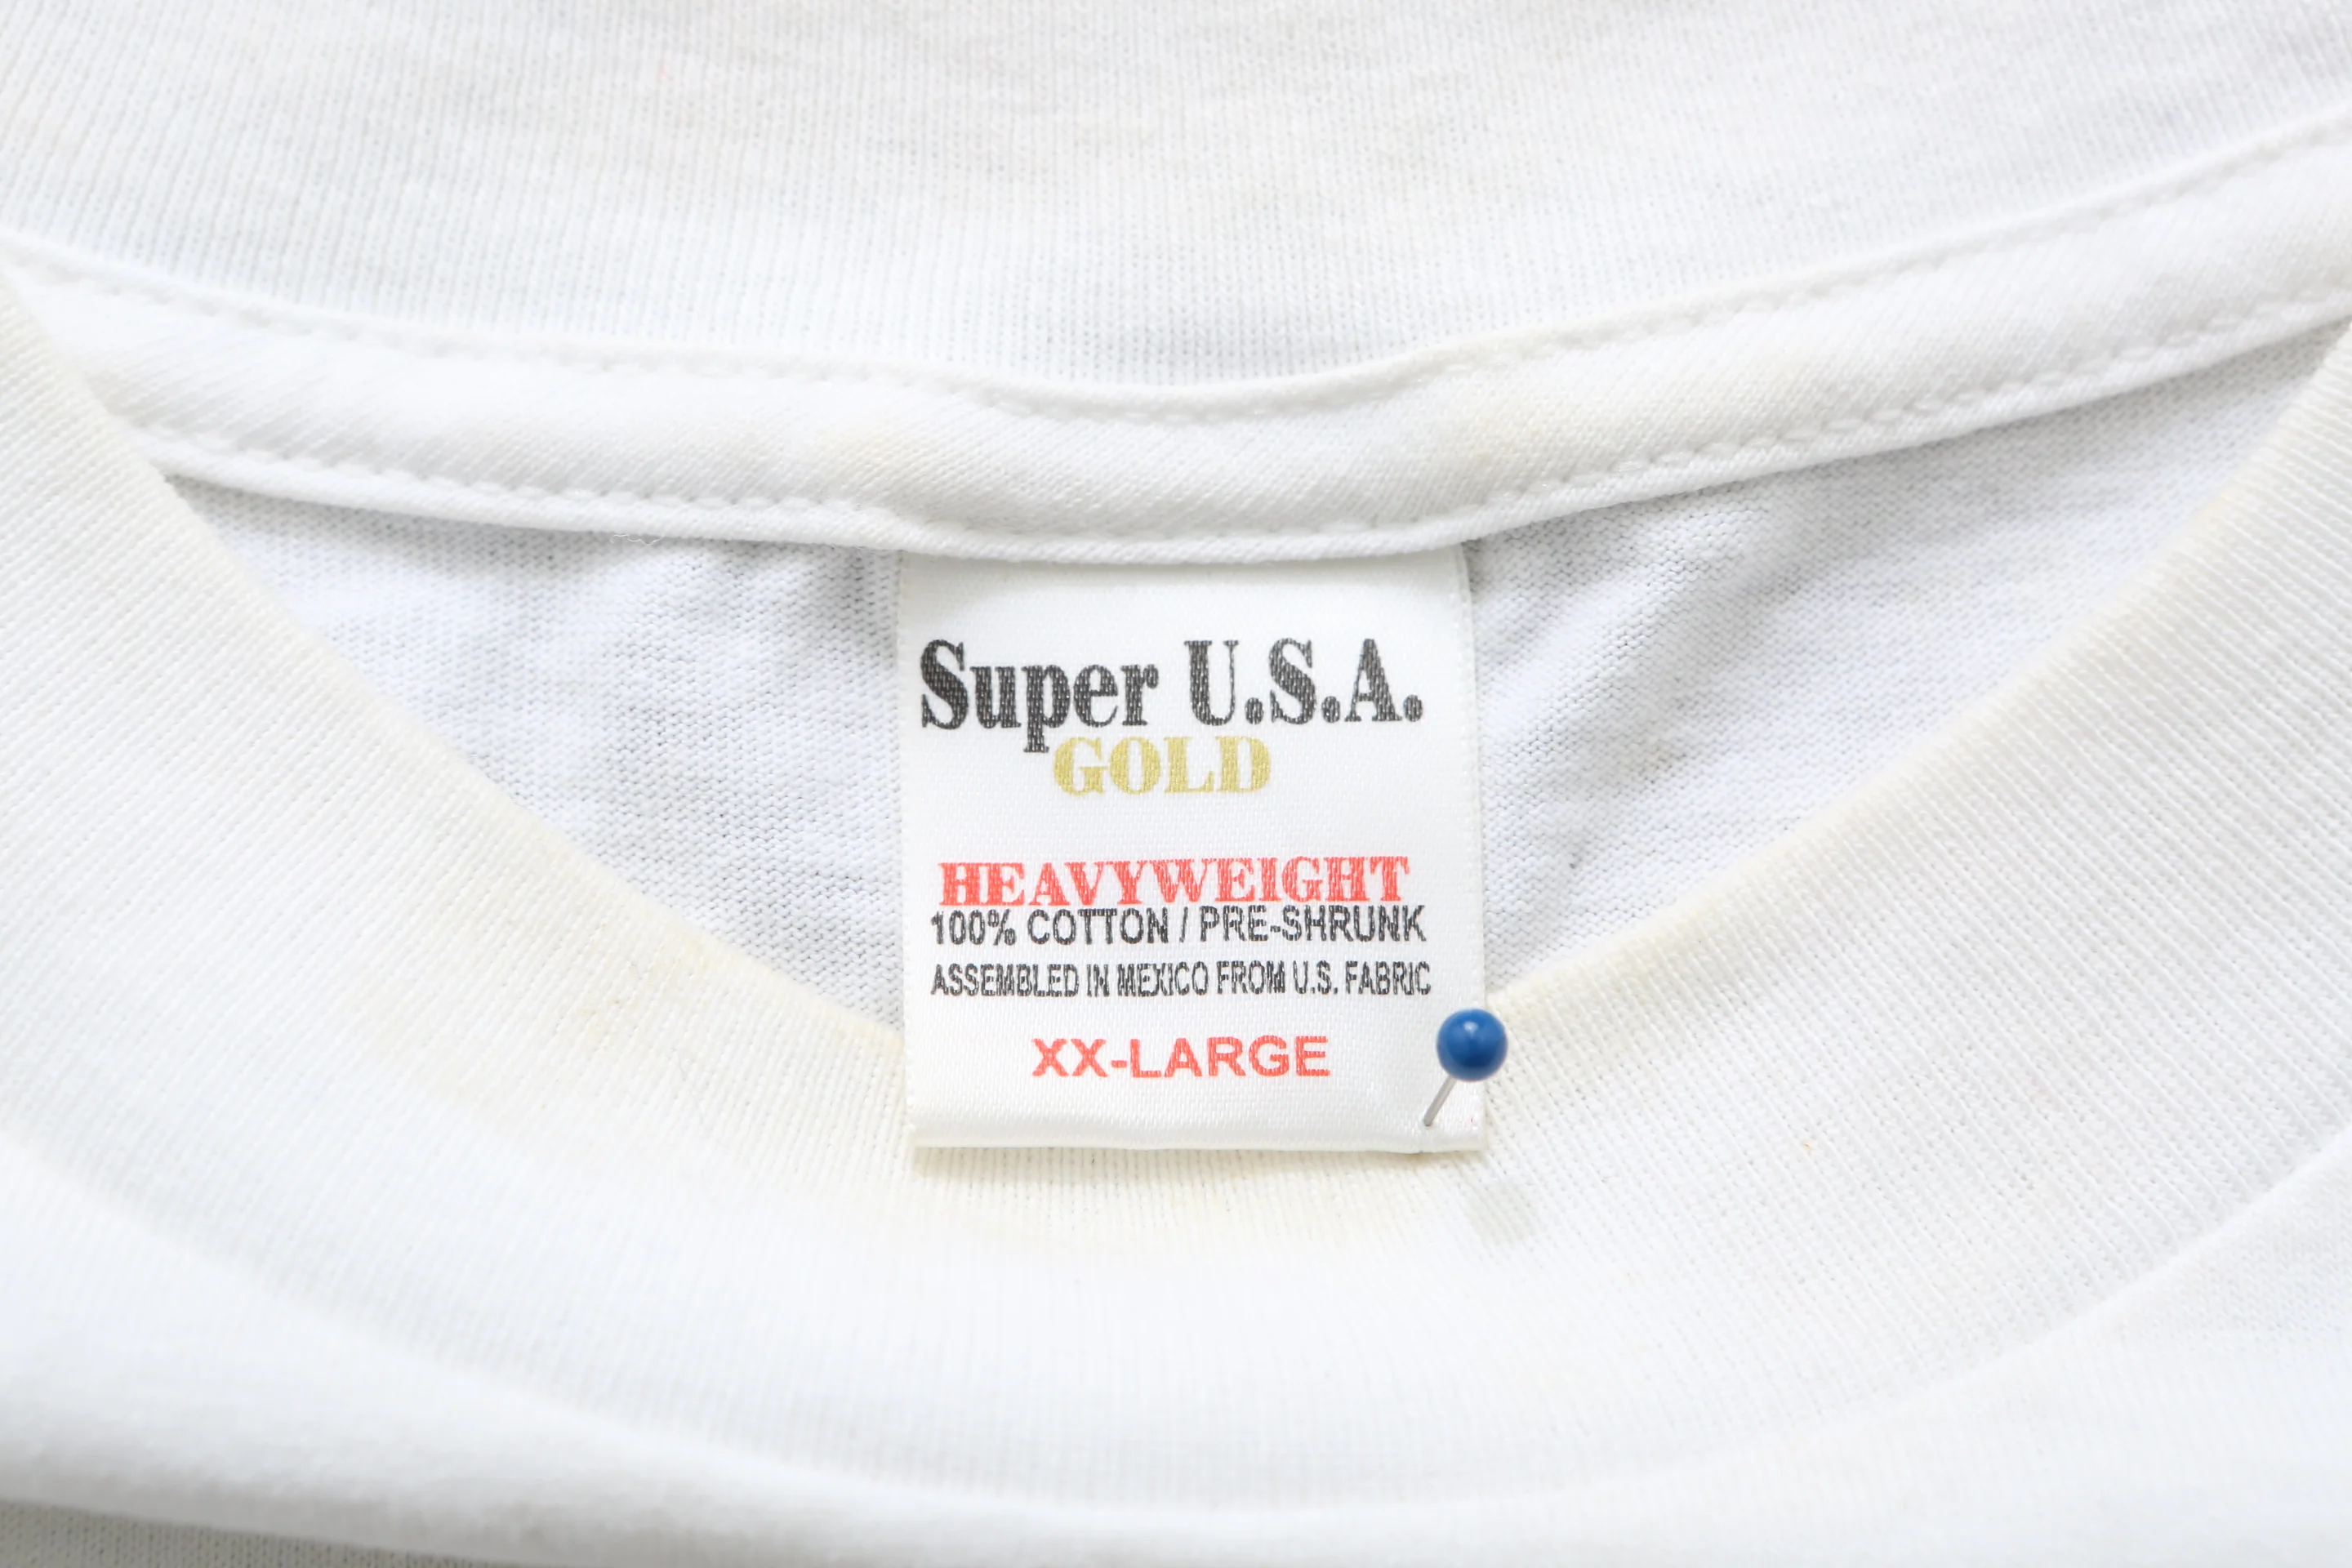 Super U.S.A.
GOLD
HEAVYWEIGHT
100% COTTON / PRE-SHRUNK
ASSEMBLED IN MEXICO FROM U.S. FABRIC
XX-LARGE